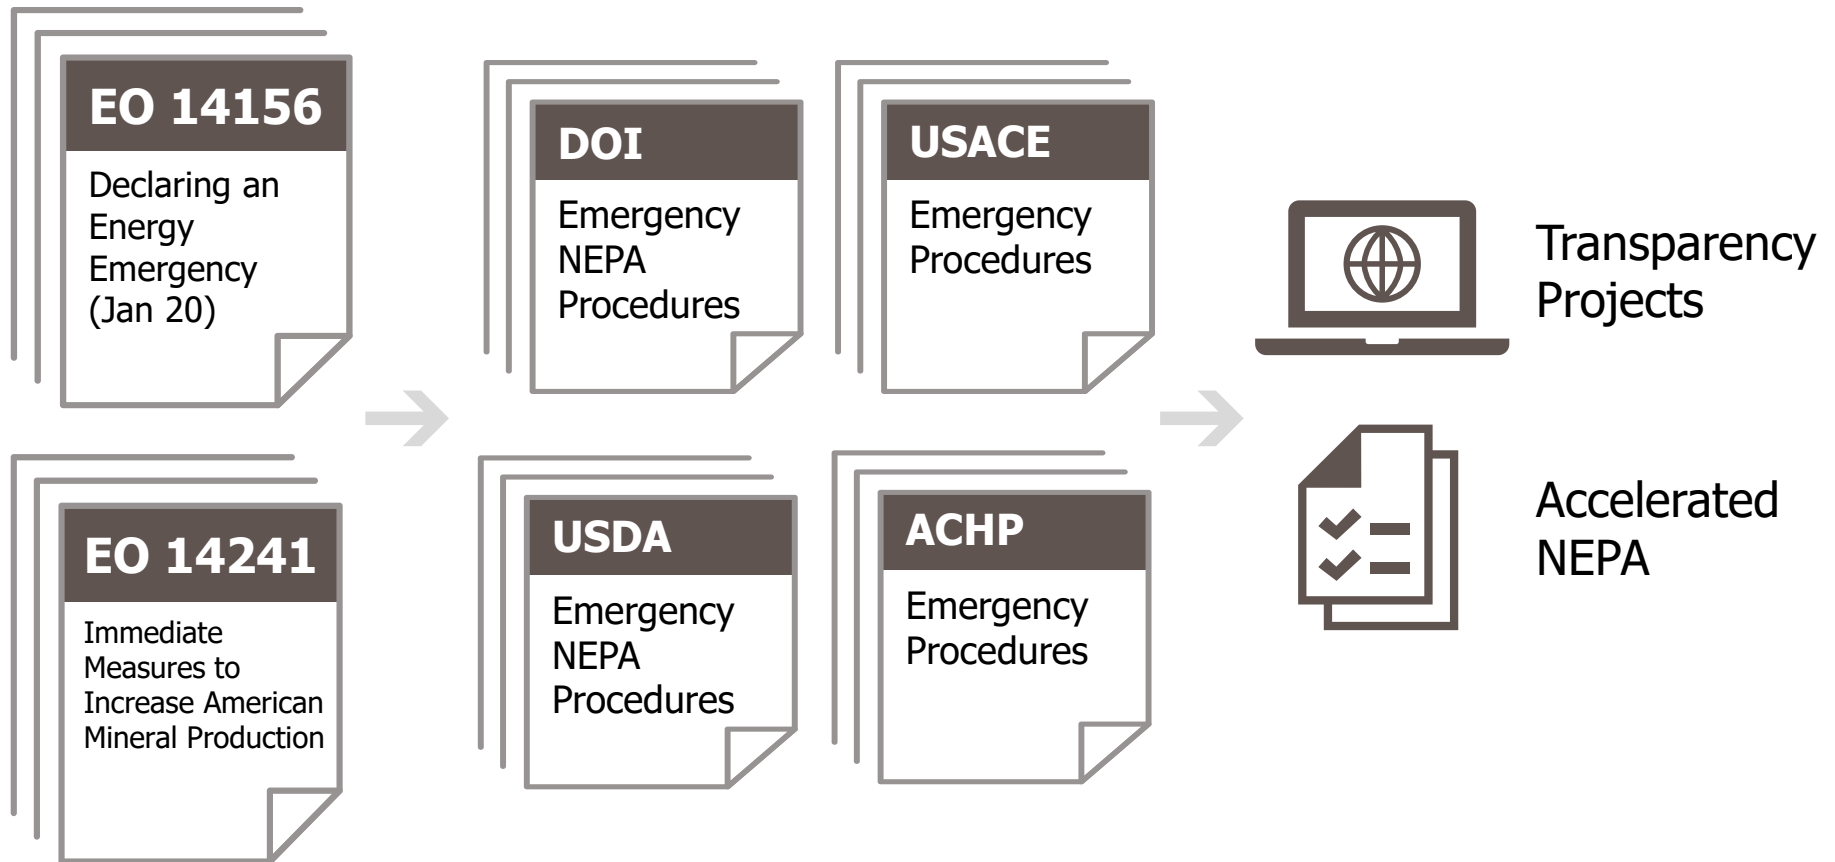 EO 14156
Declaring an
Energy
Emergency
(Jan 20)
EO 14241
Immediate
Measures to
Increase American
Mineral Production
DOI
Emergency
NEPA
Procedures
USACE
Emergency
Procedures
USDA
Emergency
NEPA
Procedures
ACHP
Emergency
Procedures
Transparency
Projects
Accelerated
NEPA